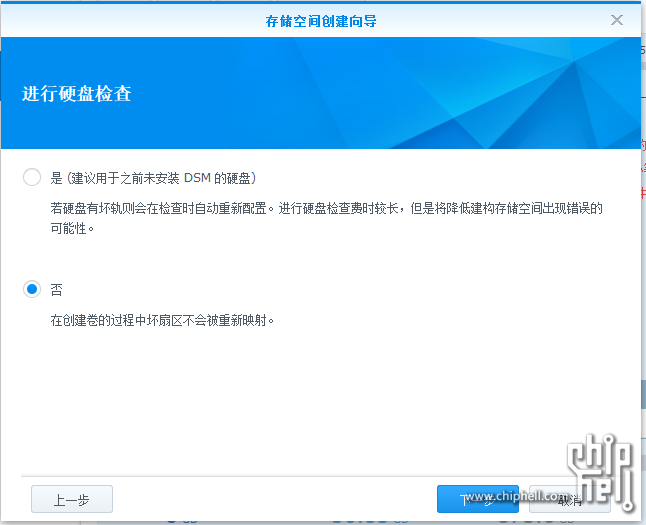 存储空间创建向导
进行硬盘检查
是 (建议用于之前未安装 DSM 的硬盘)
若硬盘有坏轨则会在检查时自动重新配置。进行硬盘检查费时较长，但是将降低建构存储空间出现错误的
可能性。
否
在创建卷的过程中坏扇区不会被重新映射。
chip
hell
www.chiphell.com
上一步
下一步
取消